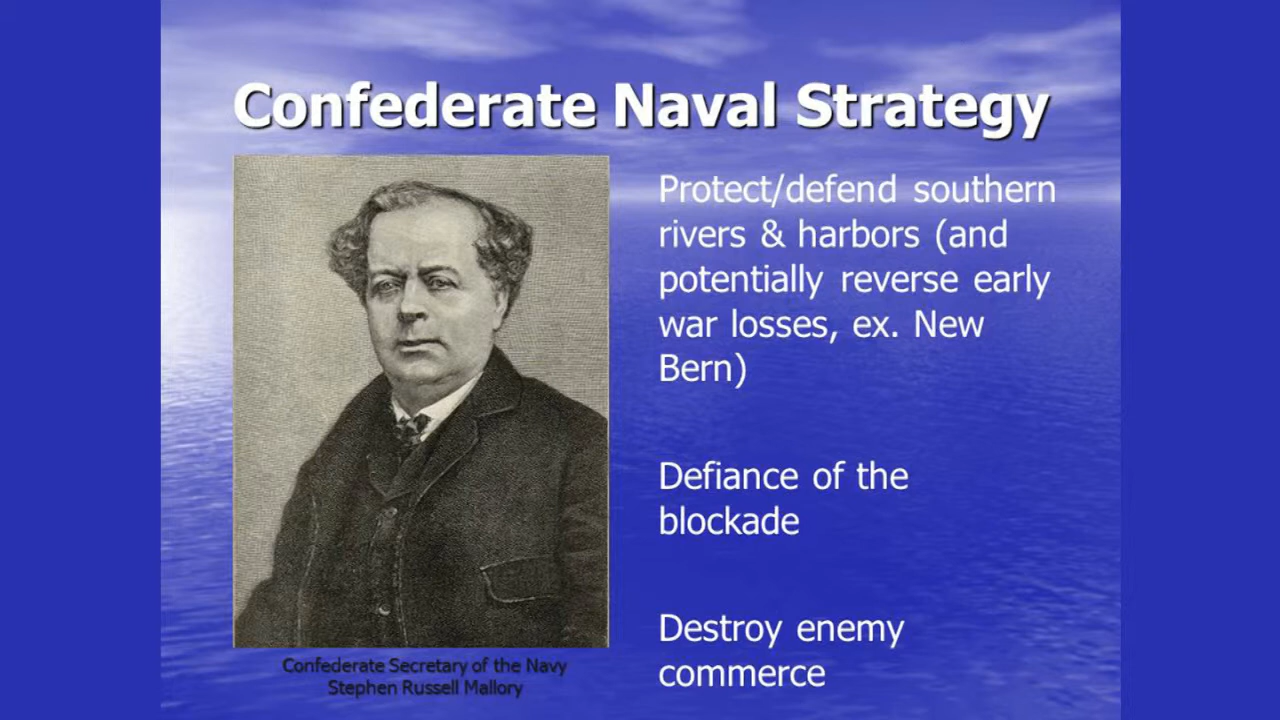 Confederate Naval Strategy
Protect/defend southern
rivers & harbors (and
potentially reverse early
war losses, ex. New
Bern)
Defiance of the
blockade
Destroy enemy
commerce
Confederate Secretary of the Navy
Stephen Russell Mallory